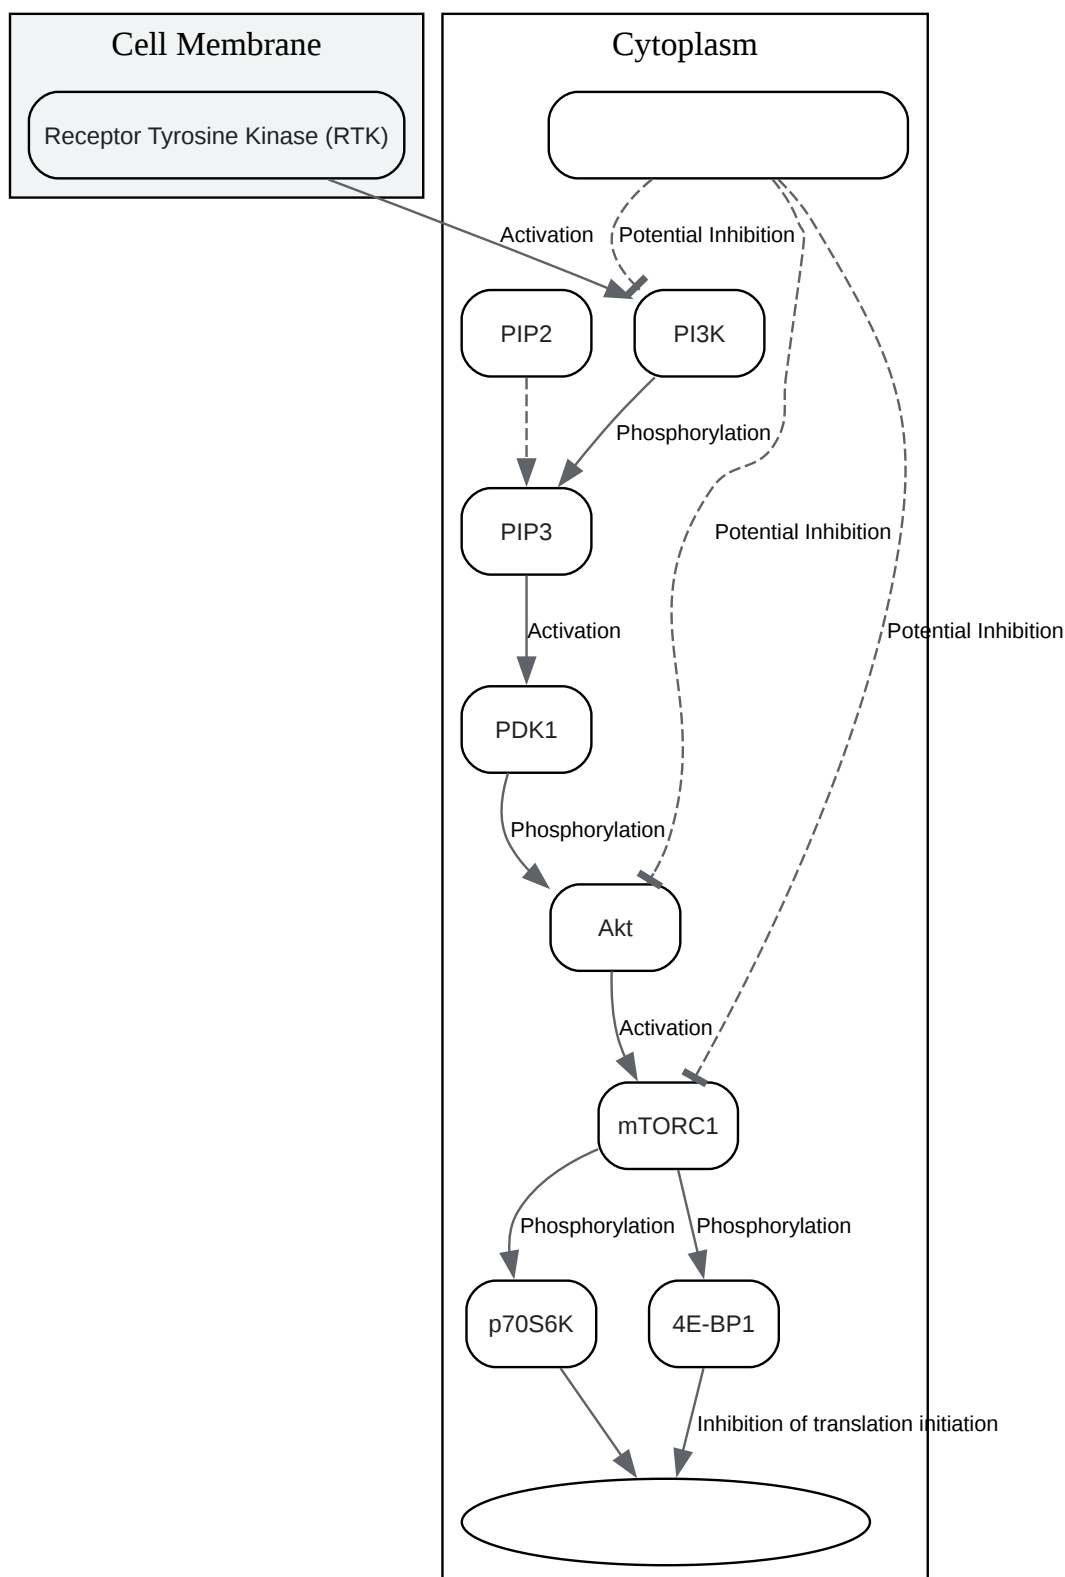 Cell Membrane
Cytoplasm
Receptor Tyrosine Kinase (RTK)
Activation
Potential Inhibition
PIP2
PI3K
Phosphorylation
PIP3
Potential Inhibition
Activation
Potential Inhibition
PDK1
Phosphorylation
Akt
Activation
mTORC1
Phosphorylation
Phosphorylation
p70S6K
4E-BP1
Inhibition of translation initiation